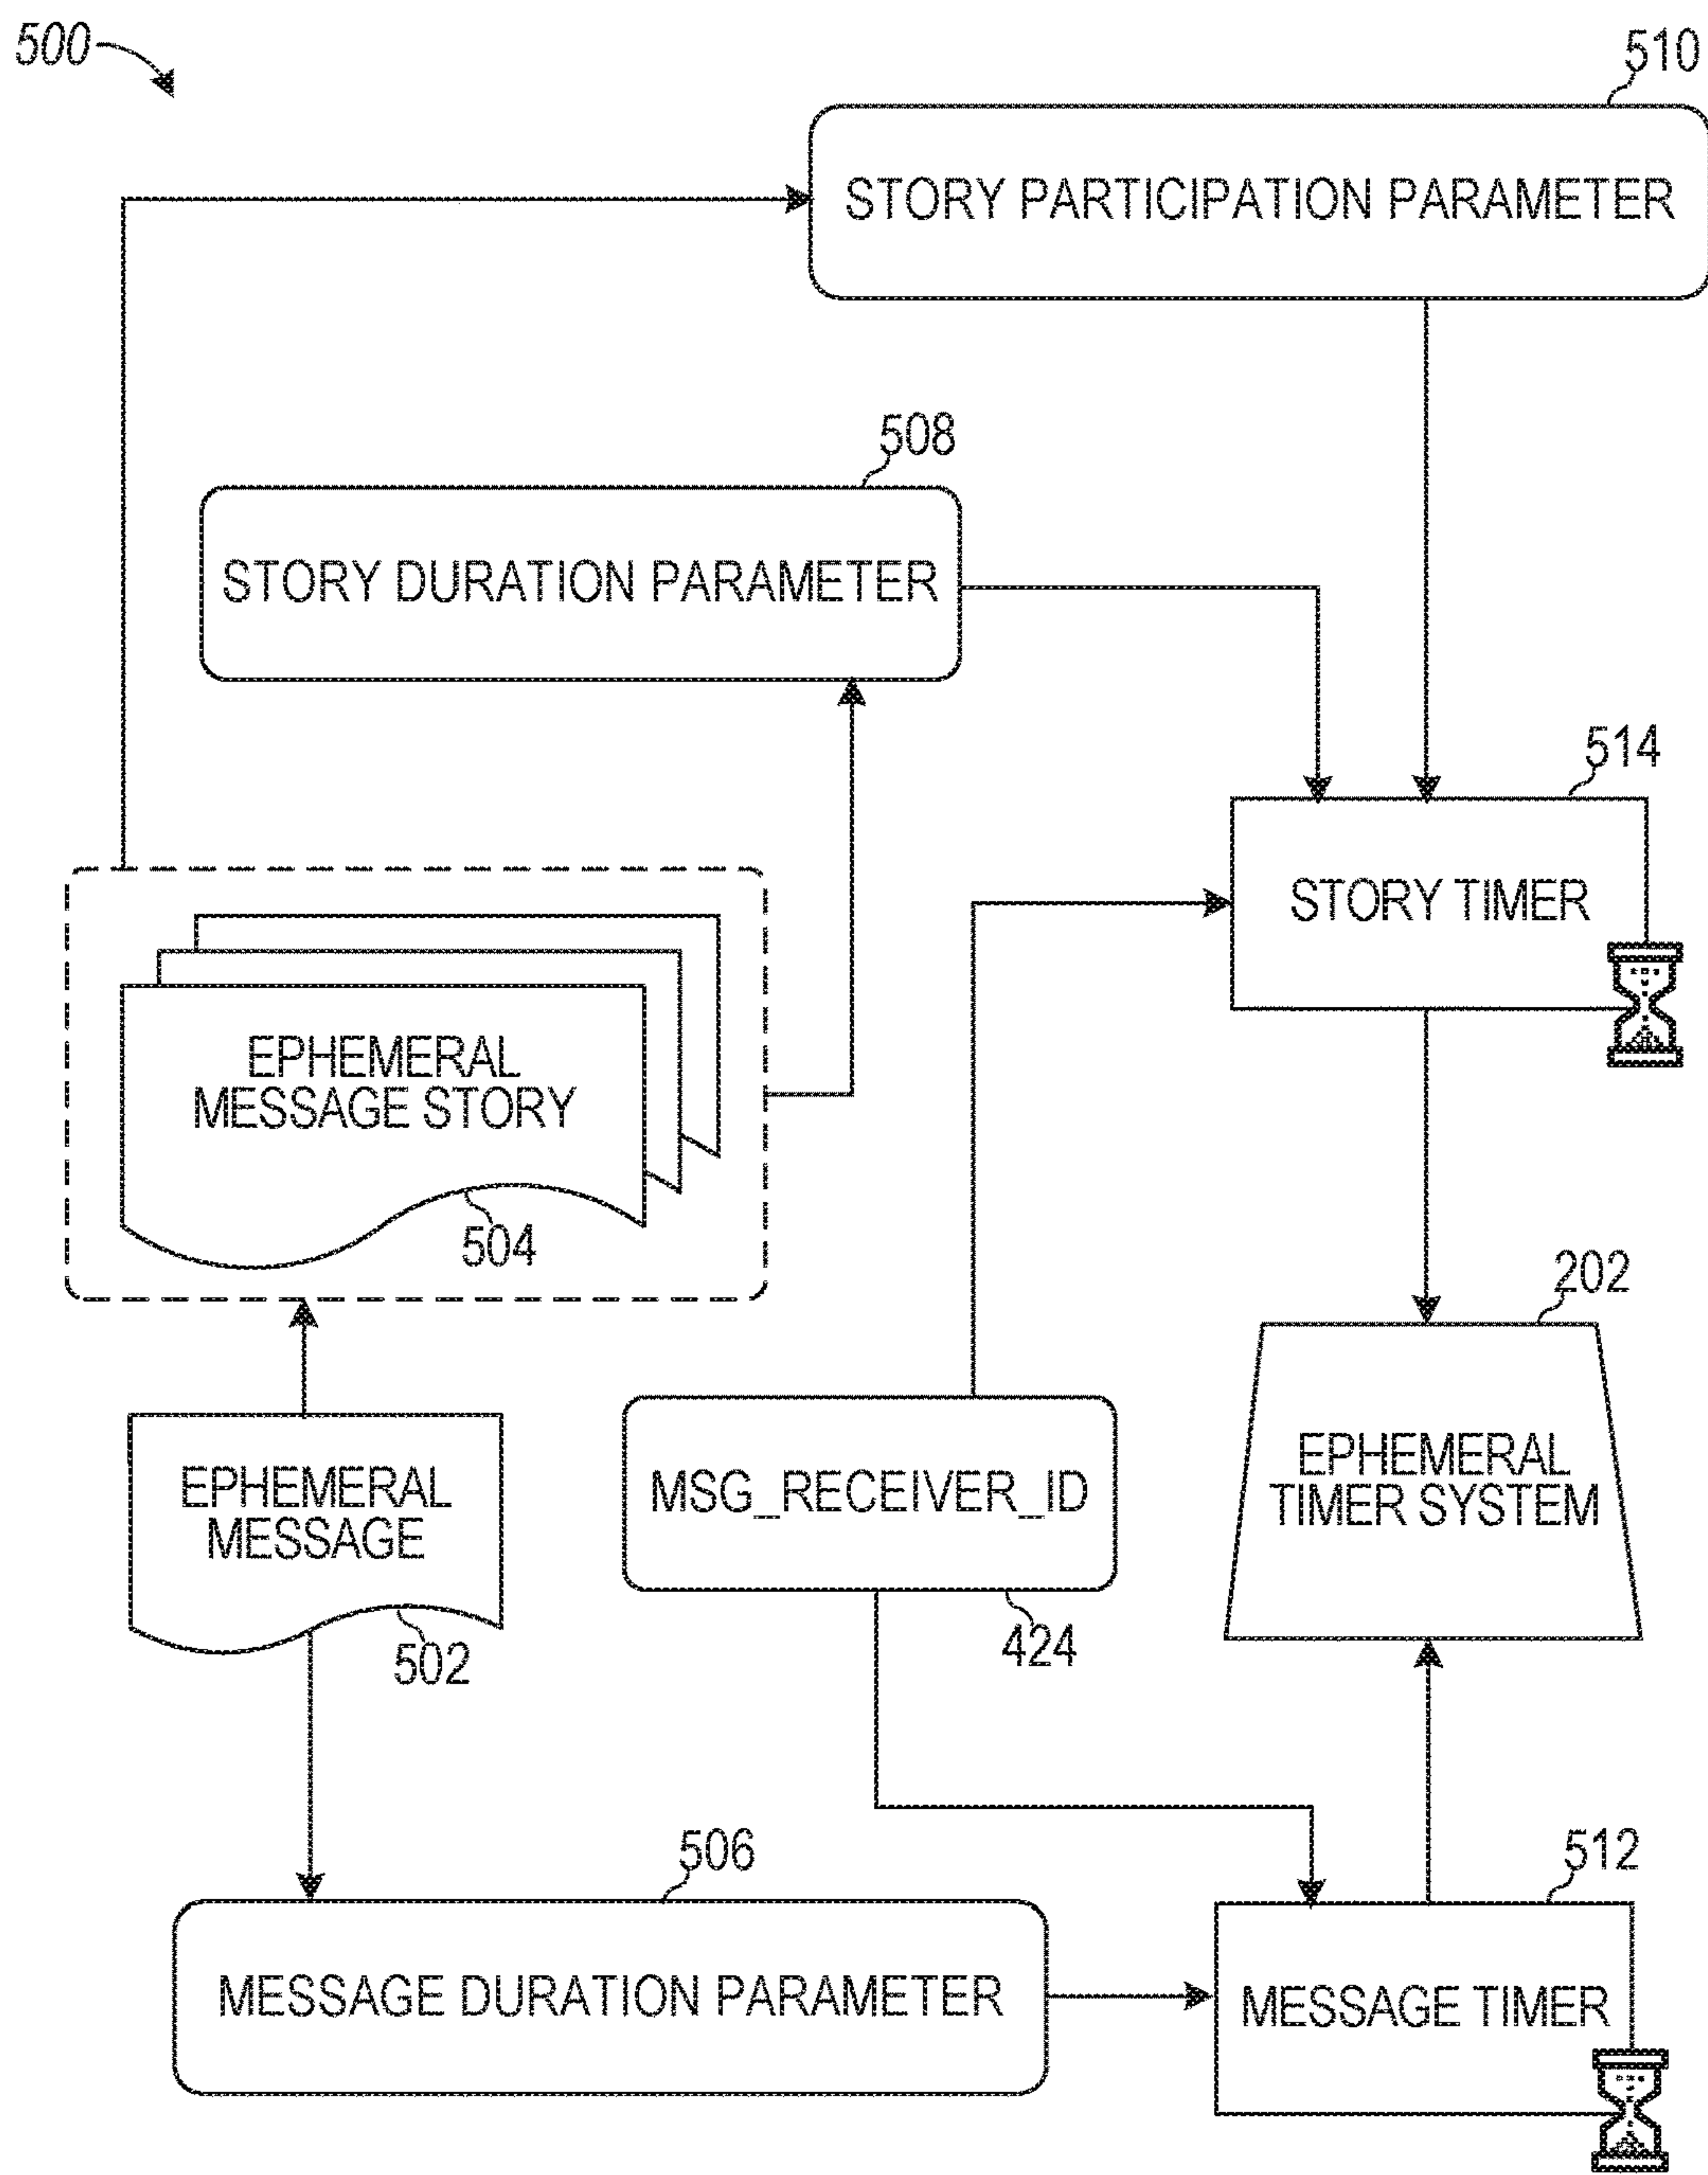 500
510
STORY PARTICIPATION PARAMETER
508
STORY DURATION PARAMETER
514
STORY TIMER
EPHEMERAL
MESSAGE STORY
504
202
EPHEMERAL
TIMER SYSTEM
MSG_RECEIVER_ID
424
EPHEMERAL
MESSAGE
502
506
MESSAGE DURATION PARAMETER
512
MESSAGE TIMER